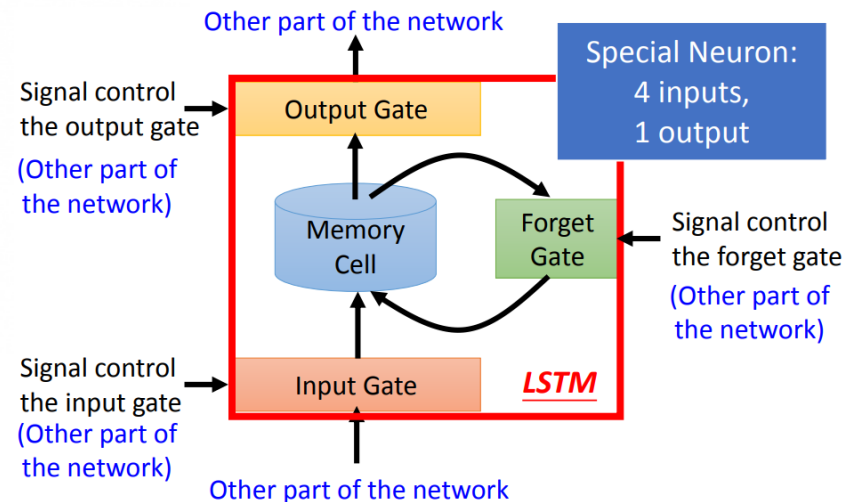 Other part of the network
Special Neuron:
4 inputs,
1 output
Signal control
the output gate
(Other part of
the network)
Output Gate
Memory
Cell
Forget
Gate
Signal control
the forget gate
(Other part of
the network)
Signal control
the input gate
(Other part of
the network)
Input Gate
LSTM
Other part of the network